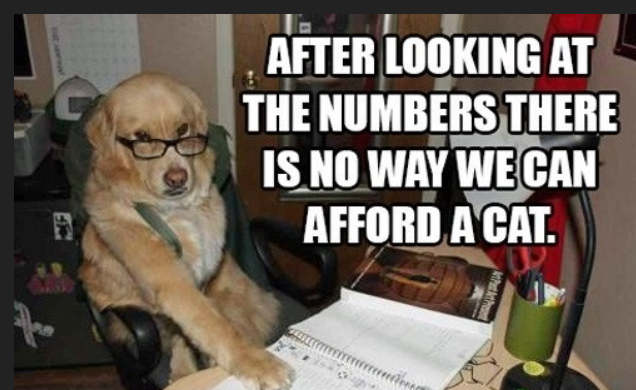 AFTER LOOKING AT
THE NUMBERS THERE
IS NO WAY WE CAN
AFFORD A CAT.